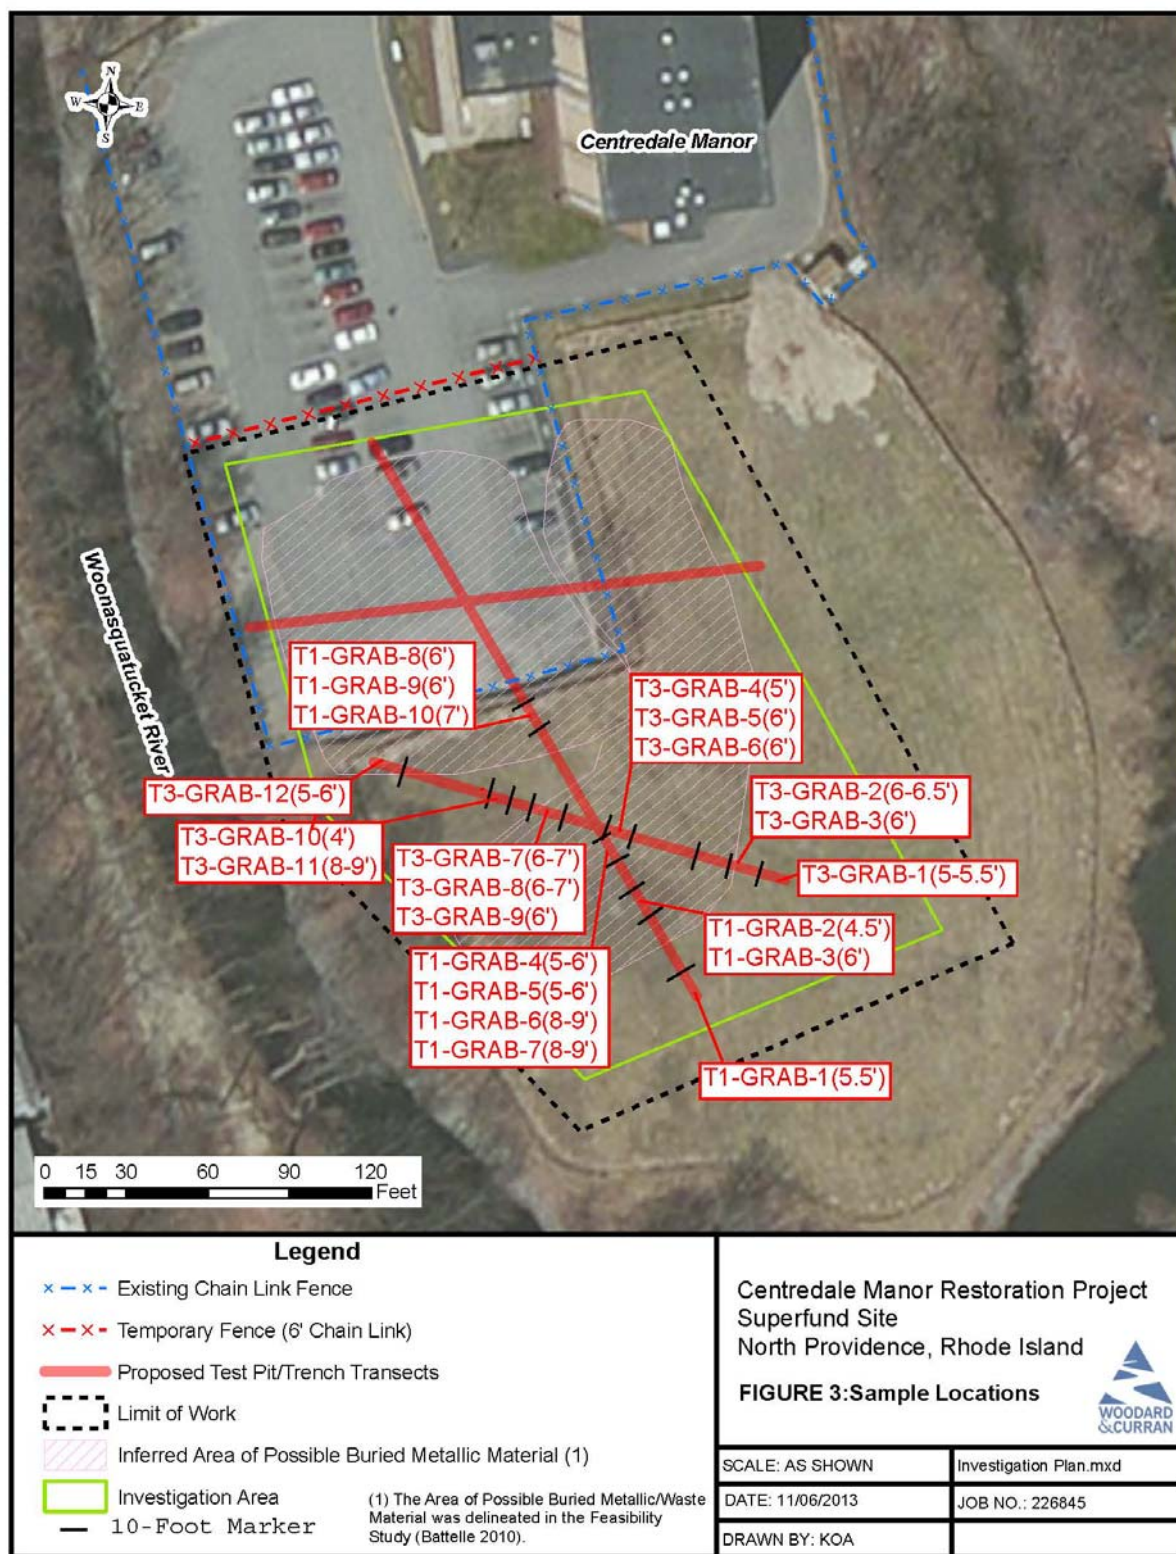 N
W E
S
Centredale Manor
Woonasquatucket River
T1-GRAB-8(6')
T1-GRAB-9(6')
T1-GRAB-10(7')
T3-GRAB-4(5')
T3-GRAB-5(6')
T3-GRAB-6(6')
T3-GRAB-12(5-6')
T3-GRAB-2(6-6.5')
T3-GRAB-3(6')
T3-GRAB-10(4')
T3-GRAB-11(8-9')
T3-GRAB-7(6-7')
T3-GRAB-8(6-7')
T3-GRAB-9(6')
T3-GRAB-1(5-5.5')
T1-GRAB-2(4.5')
T1-GRAB-3(6')
T1-GRAB-4(5-6')
T1-GRAB-5(5-6')
T1-GRAB-6(8-9')
T1-GRAB-7(8-9')
T1-GRAB-1(5.5')
0 15 30 60 90 120
Feet
Legend
Existing Chain Link Fence
Temporary Fence (6' Chain Link)
Proposed Test Pit/Trench Transects
Limit of Work
Inferred Area of Possible Buried Metallic Material (1)
Investigation Area
10-Foot Marker
(1) The Area of Possible Buried Metallic/Waste
Material was delineated in the Feasibility
Study (Battelle 2010).
Centredale Manor Restoration Project
Superfund Site
North Providence, Rhode Island
FIGURE 3:Sample Locations
WOODARD
&CURRAN
SCALE: AS SHOWN
Investigation Plan.mxd
DATE: 11/06/2013
JOB NO.: 226845
DRAWN BY: KOA